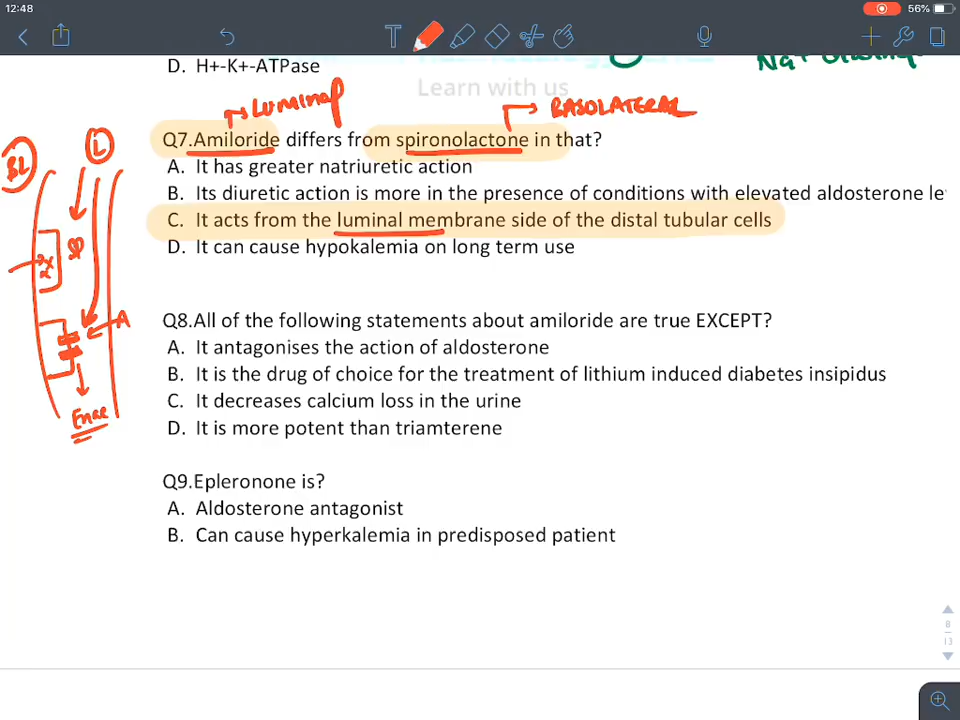 12:48
56%
T
D. H+-K+-ATPase
Na+
Learn with us
Luminal
BASOLATERAL
BL
L
Q7.Amiloride differs from spironolactone in that?
A. It has greater natriuretic action
B. Its diuretic action is more in the presence of conditions with elevated aldosterone le
C. It acts from the luminal membrane side of the distal tubular cells
D. It can cause hypokalemia on long term use
A
Enac
Q8.All of the following statements about amiloride are true EXCEPT?
A. It antagonises the action of aldosterone
B. It is the drug of choice for the treatment of lithium induced diabetes insipidus
C. It decreases calcium loss in the urine
D. It is more potent than triamterene
Q9.Epleronone is?
A. Aldosterone antagonist
B. Can cause hyperkalemia in predisposed patient
8
13